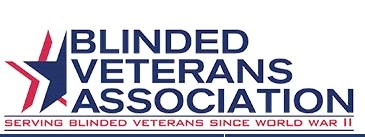 BLINDED
VETERANS
ASSOCIATION
SERVING BLINDED VETERANS SINCE WORLD WAR II